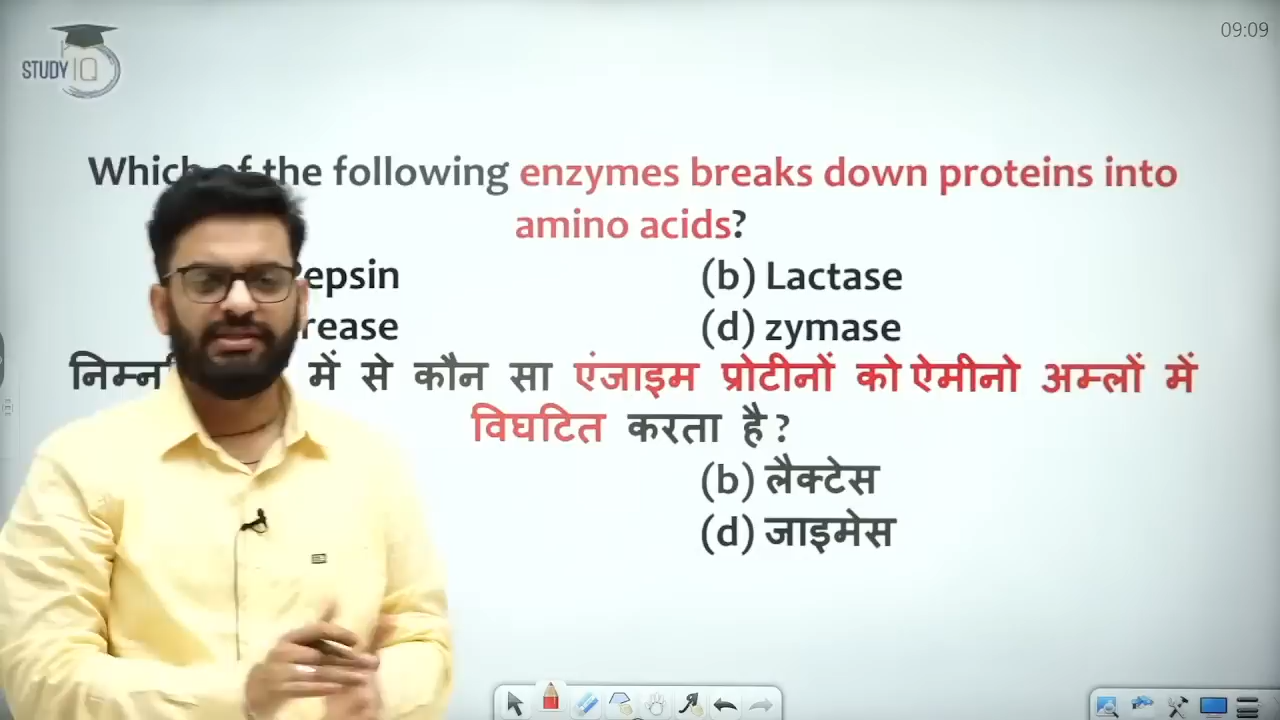 STUDY IQ
09:09
Which of the following enzymes breaks down proteins into
amino acids?
epsin (b) Lactase
rease (d) zymase
में से कौन सा एंजाइम प्रोटीनों को ऐमीनो अम्लों में
विघटित करता है ?
(b) लैक्टेस
(d) जाइमेस